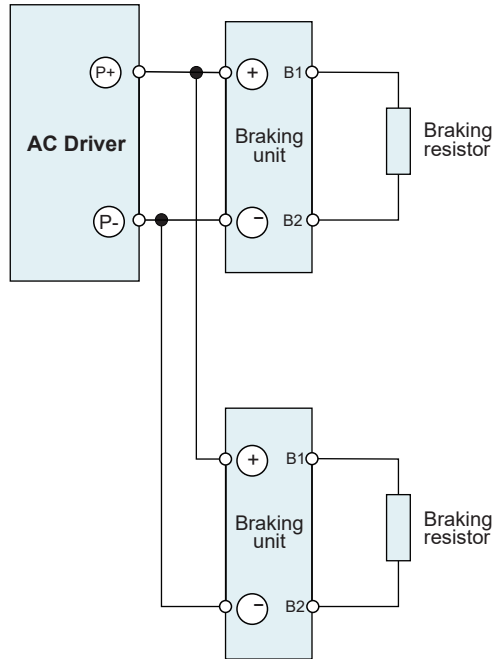 P+
AC Driver
P-
+
B1
Braking
unit
−
B2
Braking
resistor
+
B1
Braking
unit
−
B2
Braking
resistor